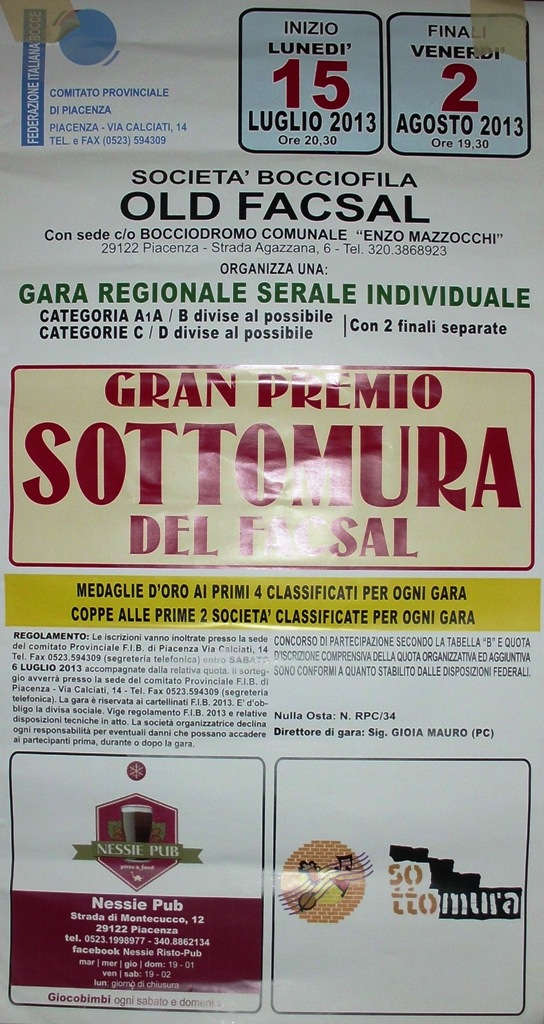 FEDERAZIONE ITALIANA BOCCE
COMITATO PROVINCIALE
DI PIACENZA
PIACENZA - VIA CALCIATI, 14
TEL. e FAX (0523) 594309
INIZIO
LUNEDI'
15
LUGLIO 2013
Ore 20,30
FINALI
VENERDI'
2
AGOSTO 2013
Ore 19,30
SOCIETA' BOCCIOFILA
OLD FACSAL
Con sede c/o BOCCIODROMO COMUNALE "ENZO MAZZOCCHI"
29122 Piacenza - Strada Agazzana, 6 - Tel. 320.3868923
ORGANIZZA UNA:
GARA REGIONALE SERALE INDIVIDUALE
CATEGORIA A1A / B divise al possibile
CATEGORIE C / D divise al possibile
Con 2 finali separate
GRAN PREMIO
SOTTOMURA
DEL FACSAL
MEDAGLIE D'ORO AI PRIMI 4 CLASSIFICATI PER OGNI GARA
COPPE ALLE PRIME 2 SOCIETA' CLASSIFICATE PER OGNI GARA
REGOLAMENTO: Le iscrizioni vanno inoltrate presso la sede
del comitato Provinciale F.I.B. di Piacenza Via Calciati, 14
Tel. Fax 0523.594309 (segreteria telefonica) entro SABATO
6 LUGLIO 2013 accompagnate dalla relativa quota. Il sorteg-
gio avverrà presso la sede del comitato Provinciale F.I.B. di
Piacenza - Via Calciati, 14 - Tel. Fax 0523.594309 (segreteria
telefonica). La gara è riservata ai cartellinati F.I.B. 2013. E' d'ob-
bligo la divisa sociale. Vige regolamento F.I.B. 2013 e relative
disposizioni tecniche in atto. La società organizzatrice declina
ogni responsabilità per eventuali danni che possano accadere
ai partecipanti prima, durante o dopo la gara.
CONCORSO DI PARTECIPAZIONE SECONDO LA TABELLA "B" E QUOTA
D'ISCRIZIONE COMPRENSIVA DELLA QUOTA ORGANIZZATIVA ED AGGIUNTIVA
SONO CONFORMI A QUANTO STABILITO DALLE DISPOSIZIONI FEDERALI.
Nulla Osta: N. RPC/34
Direttore di gara: Sig. GIOIA MAURO (PC)
NESSIE PUB
Nessie Pub
Strada di Montecucco, 12
29122 Piacenza
tel. 0523.1998977 - 340.8862134
facebook Nessie Risto-Pub
mar | mer | gio | dom: 19 - 01
ven | sab: 19 - 02
lun: giorno di chiusura
Giocobimbi ogni sabato e domenica
so
ttomura